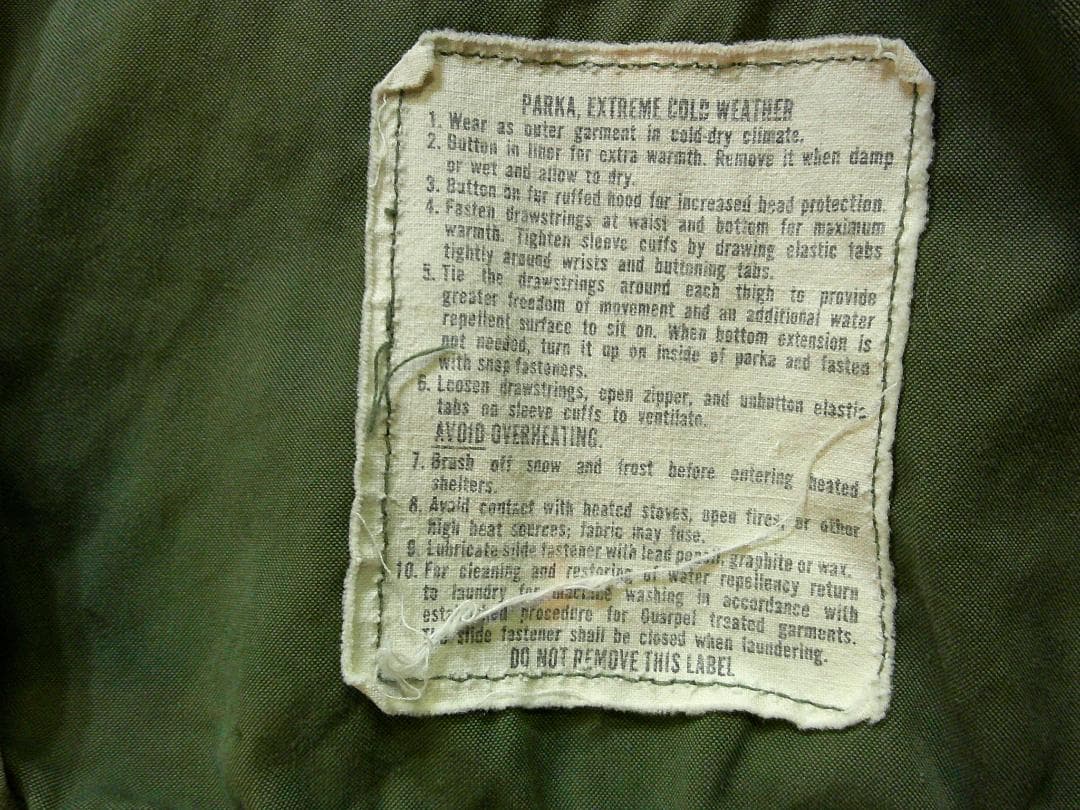 PARKA, EXTREME COLD WEATHER
1. Wear as outer garment in cold-dry climate.
2. Button in liner for extra warmth. Remove it when damp
or wet and allow to dry.
3. Button on fur ruffed hood for increased head protection
4. Fasten drawstrings at waist and bottom for maximum
warmth. Tighten sleeve cuffs by drawing elastic tabs
tightly around wrists and buttoning tabs.
5. Tie the drawstrings around each thigh to provide
greater freedom of movement and an additional water
repellent surface to sit on. When bottom extension is
not needed, turn it up on inside of parka and fasten
with snap fasteners.
6. Loosen drawstrings, open zipper, and unbutton elastic
tabs on sleeve cuffs to ventilate.
AVOID OVERHEATING.
7. Brush off snow and frost before entering heated
shelters.
8. Avoid contact with heated stoves, open fires, or other
high heat sources; fabric may fuse.
9. Lubricate slide fastener with lead pencil, graphite or wax.
10. For cleaning and restoring of water repellency return
to laundry for machine washing in accordance with
established procedure for Quarpel treated garments.
The slide fastener shall be closed when laundering.
DO NOT REMOVE THIS LABEL